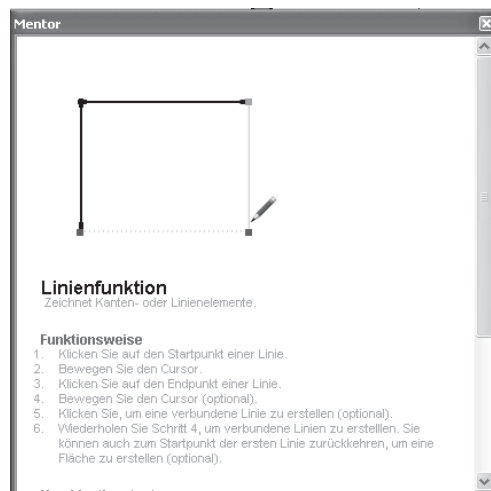 Mentor
Linienfunktion
Zeichnet Kanten- oder Linienelemente.
Funktionsweise
1. Klicken Sie auf den Startpunkt einer Linie.
2. Bewegen Sie den Cursor.
3. Klicken Sie auf den Endpunkt einer Linie.
4. Bewegen Sie den Cursor (optional).
5. Klicken Sie, um eine verbundene Linie zu erstellen (optional).
6. Wiederholen Sie Schritt 4, um verbundene Linien zu erstelllen. Sie
können auch zum Startpunkt der ersten Linie zurückkehren, um eine
Fläche zu erstellen (optional).